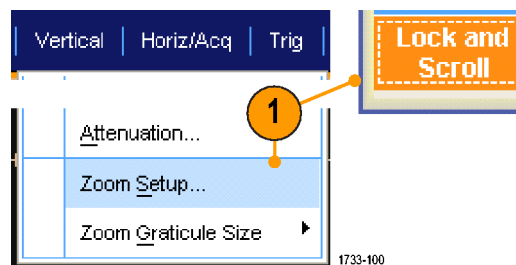 Vertical | Horiz/Acq | Trig |
Lock and
Scroll
1
Attenuation...
Zoom Setup...
Zoom Graticule Size
1733-100